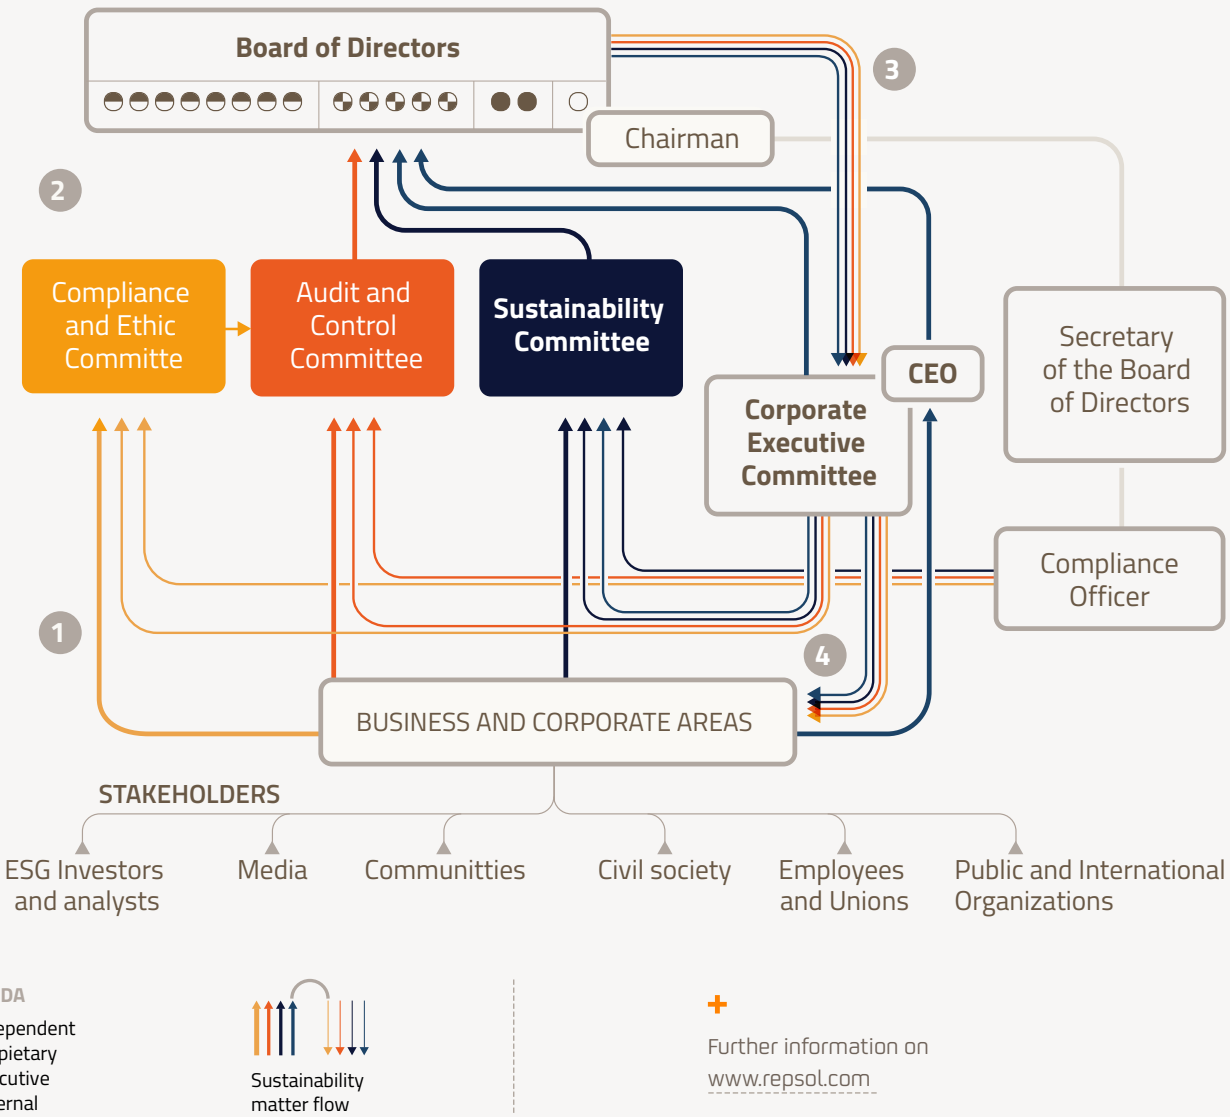 Board of Directors
3
Chairman
2
Compliance
and Ethic
Committe
Audit and
Control
Committee
Sustainability
Committee
CEO
Corporate
Executive
Committee
Secretary
of the Board
of Directors
Compliance
Officer
1
4
BUSINESS AND CORPORATE AREAS
STAKEHOLDERS
ESG Investors
and analysts
Media
Communitties
Civil society
Employees
and Unions
Public and International
Organizations
DA
ependent
pietary
cutive
ernal
Sustainability
matter flow
+
Further information on
www.repsol.com